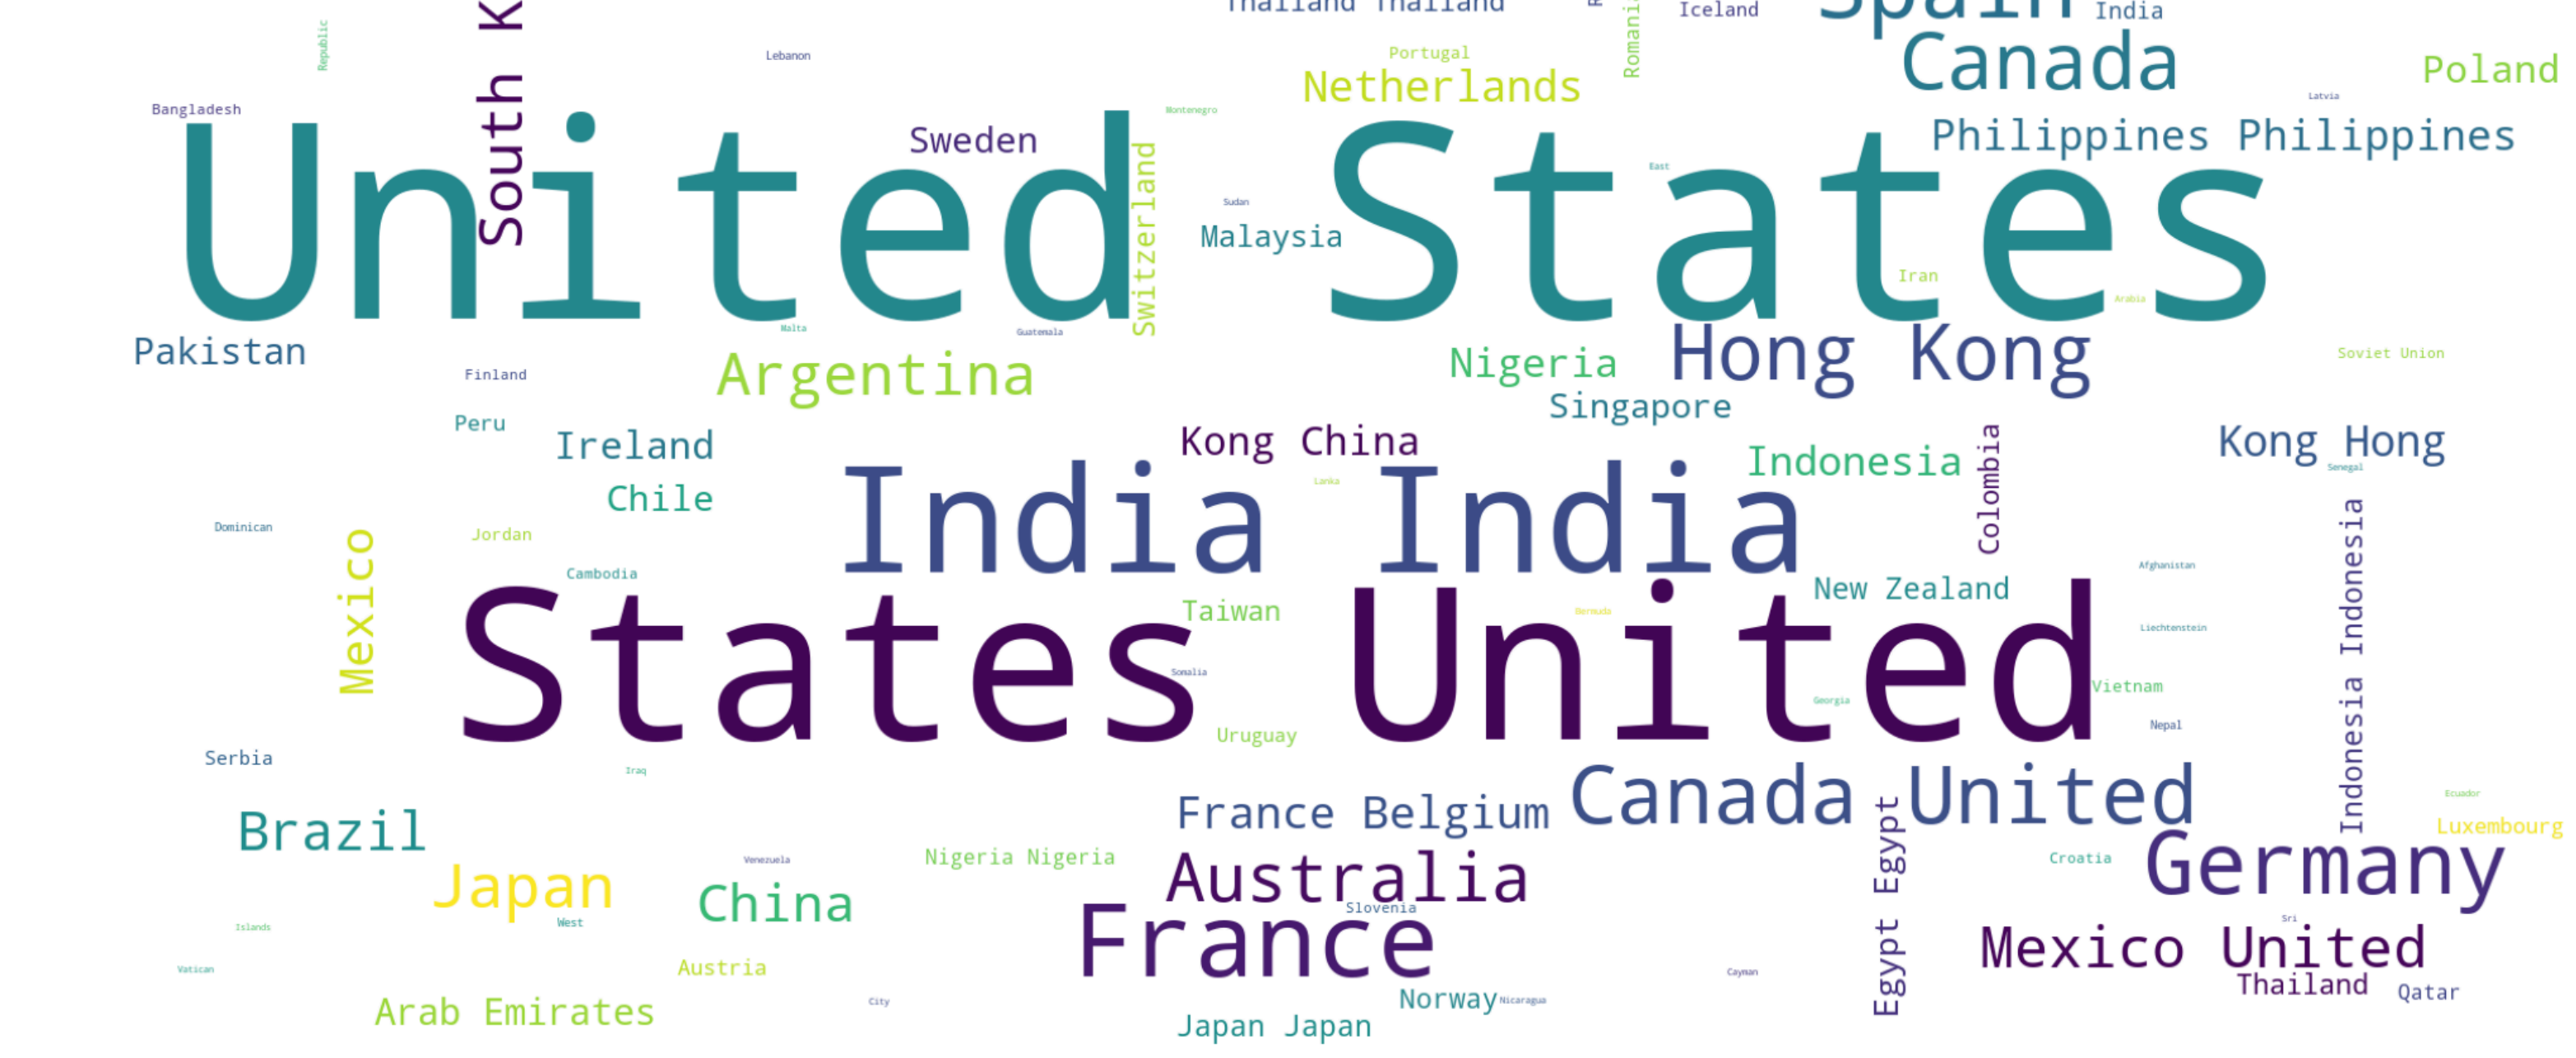 Thailand Thailand
Iceland
Spain
India
Republic
South K
Lebanon
Portugal
Romania
Canada
Poland
Netherlands
Bangladesh
Montenegro
Latvia
United States
Sweden
Switzerland
Philippines Philippines
East
Sudan
Malaysia
Iran
Arabia
Malta
Guatemala
Pakistan
Finland
Argentina
Nigeria
Hong Kong
Soviet Union
Singapore
Peru
Ireland
Kong China
Indonesia
Colombia
Kong Hong
Senegal
Chile
India India
Lanka
Dominican
Mexico
Jordan
Cambodia
Afghanistan
Indonesia Indonesia
New Zealand
Taiwan
Bermuda
Liechtenstein
States United
Somalia
Georgia
Vietnam
Nepal
Uruguay
Serbia
Iraq
Canada United
Ecuador
France Belgium
Egypt Egypt
Luxembourg
Brazil
Venezuela
Nigeria Nigeria
Croatia
Germany
Japan
China
Australia
Slovenia
West
Islands
France
Sri
Mexico United
Vatican
Austria
Cayman
Thailand
Qatar
Arab Emirates
City
Norway
Nicaragua
Japan Japan